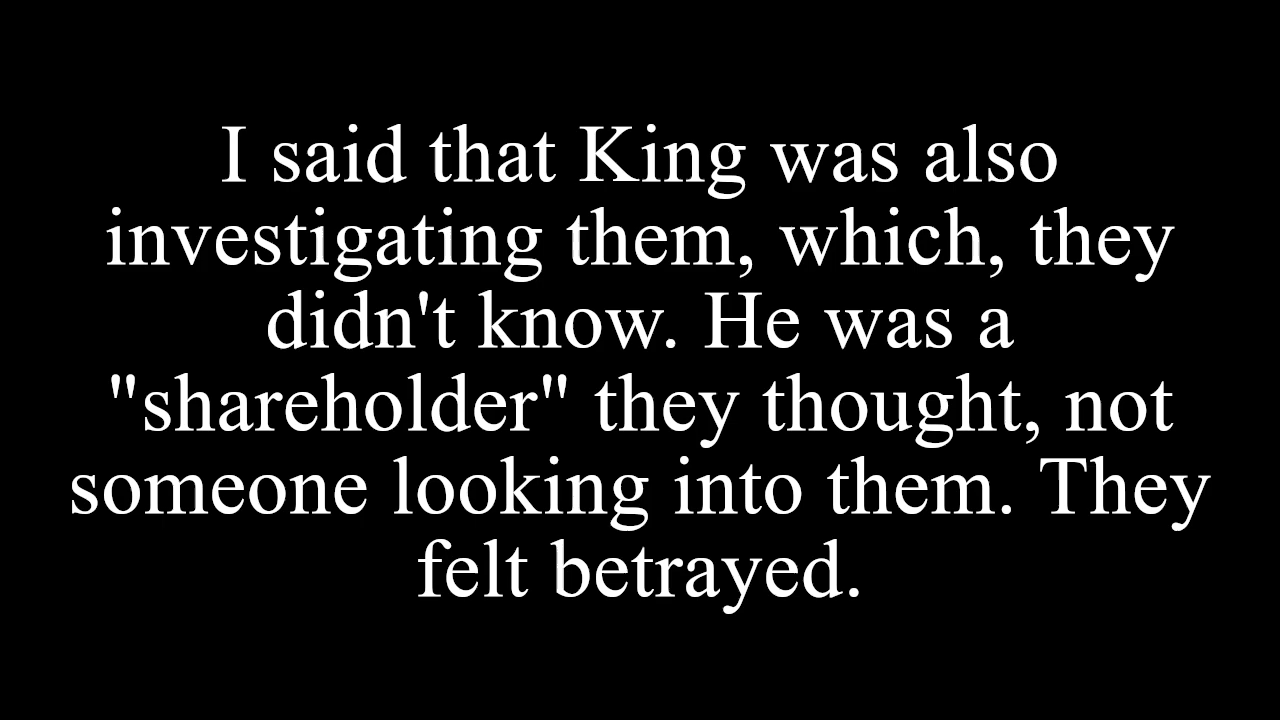 I said that King was also
investigating them, which, they
didn't know. He was a
"shareholder" they thought, not
someone looking into them. They
felt betrayed.